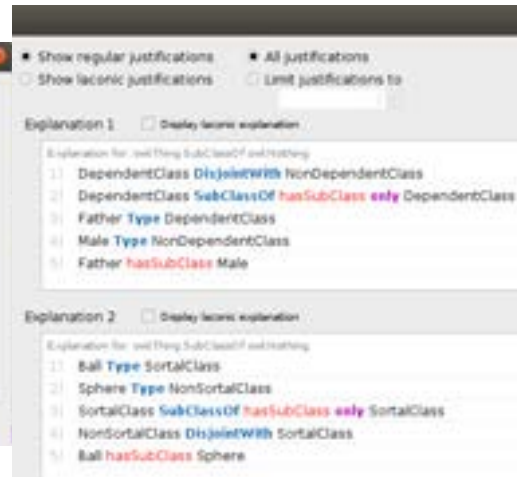 Show regular justifications All justifications
Show laconic justifications Limit justifications to
Explanation 1 Display laconic explanation
Explanation for: owl:Thing SubClassOf owl:Nothing
1) DependentClass DisjointWith NonDependentClass
2) DependentClass SubClassOf hasSubClass only DependentClass
3) Father Type DependentClass
4) Male Type NonDependentClass
5) Father hasSubClass Male
Explanation 2 Display laconic explanation
Explanation for: owl:Thing SubClassOf owl:Nothing
1) Ball Type SortalClass
2) Sphere Type NonSortalClass
3) SortalClass SubClassOf hasSubClass only SortalClass
4) NonSortalClass DisjointWith SortalClass
5) Ball hasSubClass Sphere